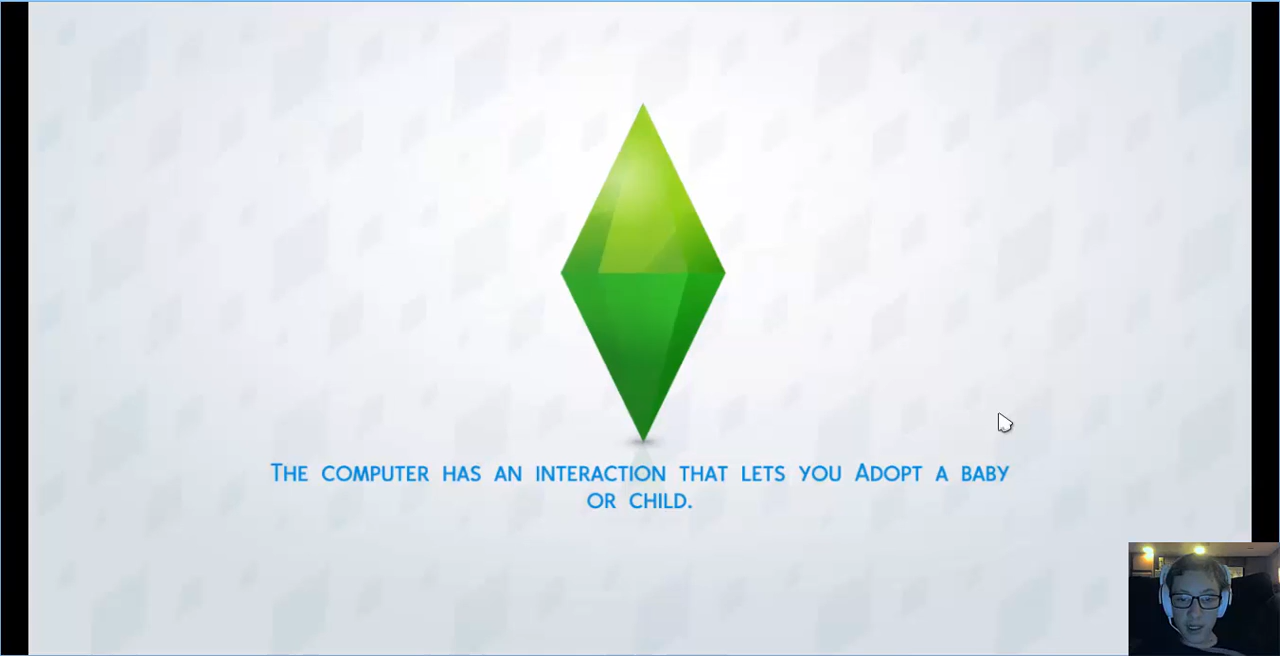 The computer has an interaction that lets you Adopt a baby
or child.